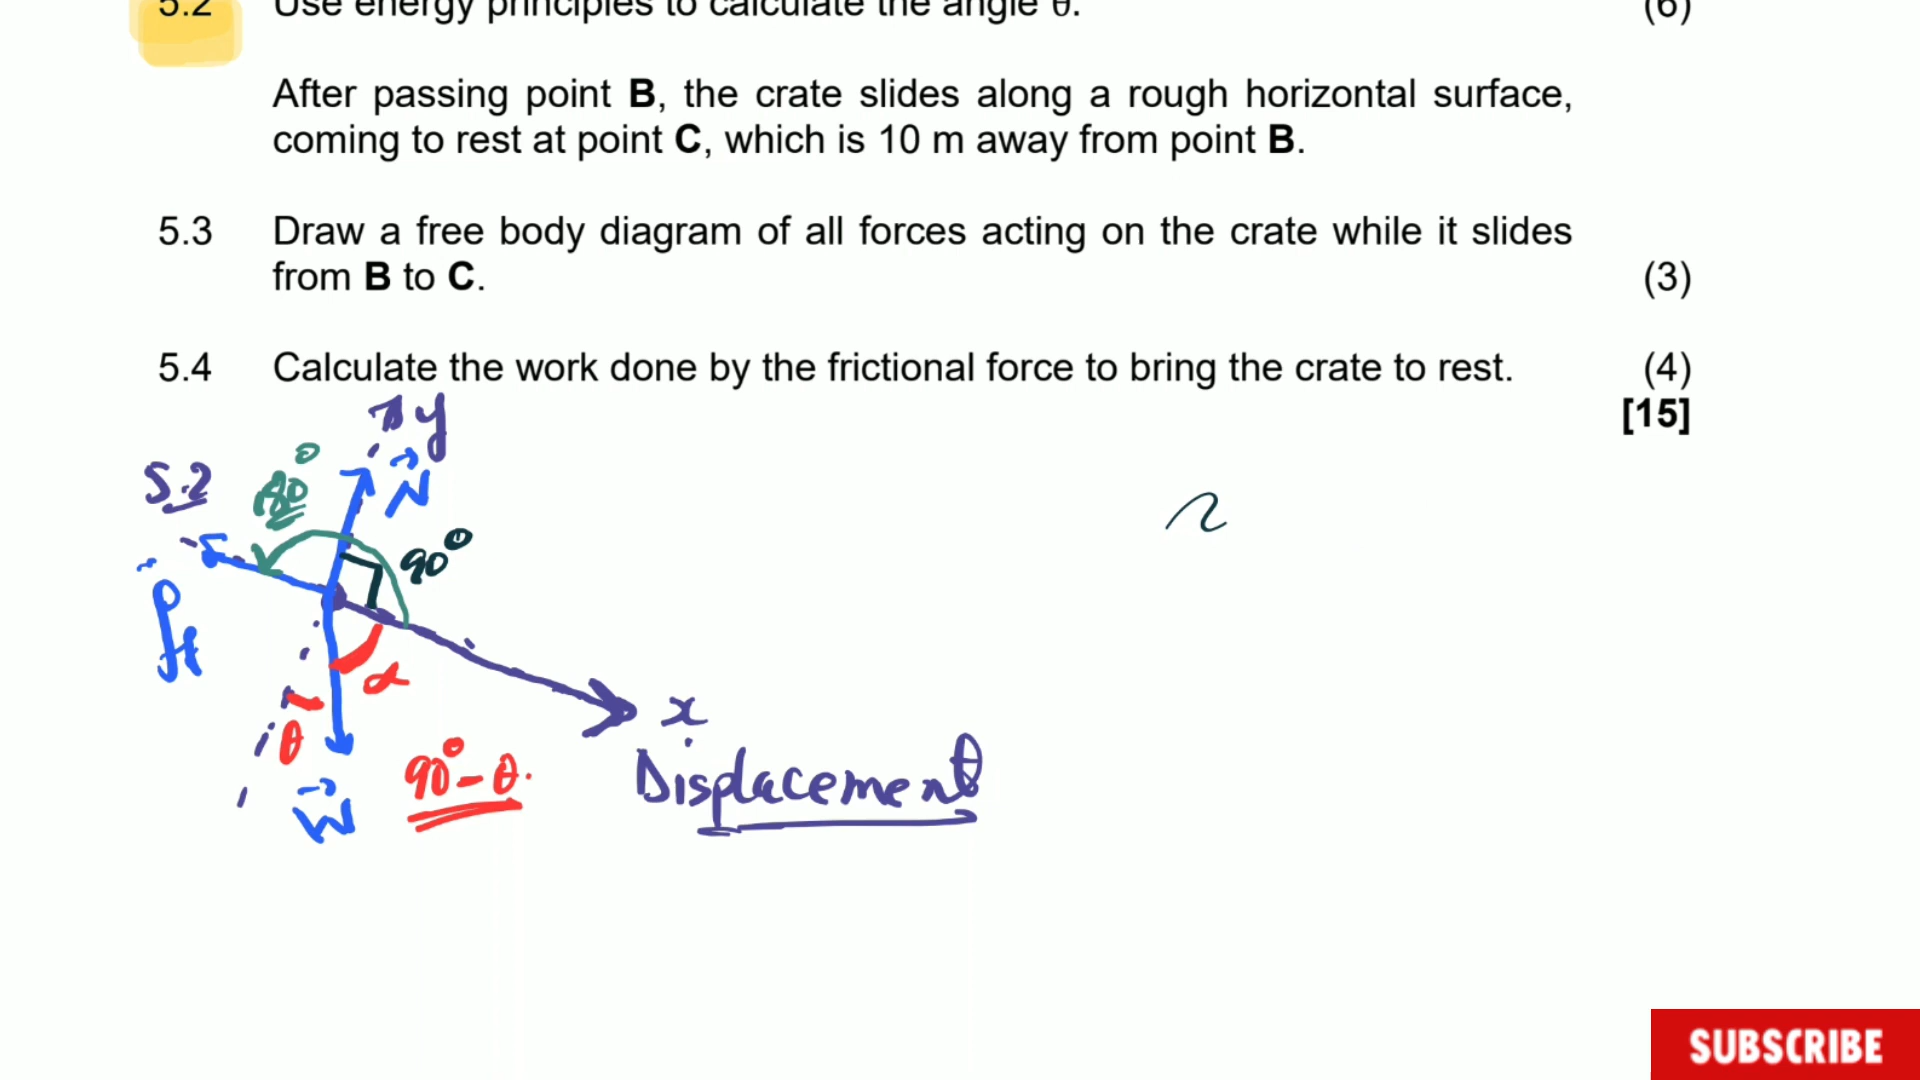 5.2 Use energy principles to calculate the angle θ. (6)
After passing point B, the crate slides along a rough horizontal surface,
coming to rest at point C, which is 10 m away from point B.
5.3 Draw a free body diagram of all forces acting on the crate while it slides
from B to C. (3)
5.4 Calculate the work done by the frictional force to bring the crate to rest. (4)
[15]
y
5.2
180°
N
90°
f
α
x
θ
90° - θ.
Displacement
W
SUBSCRIBE